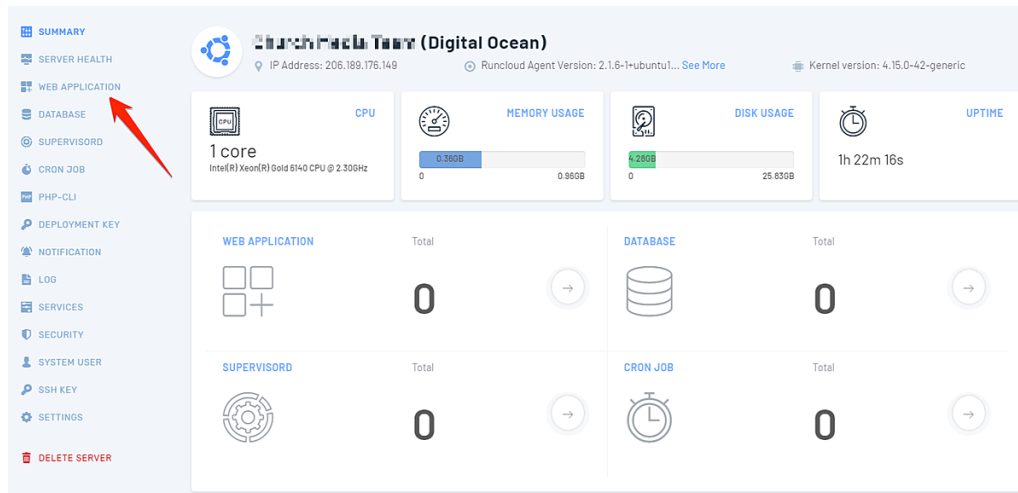 SUMMARY
SERVER HEALTH
WEB APPLICATION
DATABASE
SUPERVISORD
CRON JOB
PHP-CLI
DEPLOYMENT KEY
NOTIFICATION
LOG
SERVICES
SECURITY
SYSTEM USER
SSH KEY
SETTINGS
DELETE SERVER
(Digital Ocean)
IP Address: 206.189.176.149
Runcloud Agent Version: 2.1.6-1+ubuntu1... See More
Kernel version: 4.15.0-42-generic
CPU
CPU
1 core
Intel(R) Xeon(R) Gold 6140 CPU @ 2.30GHz
MEMORY USAGE
0.36GB
0 0.96GB
DISK USAGE
4.28GB
0 25.83GB
UPTIME
1h 22m 16s
WEB APPLICATION Total
0
DATABASE Total
0
SUPERVISORD Total
0
CRON JOB Total
0